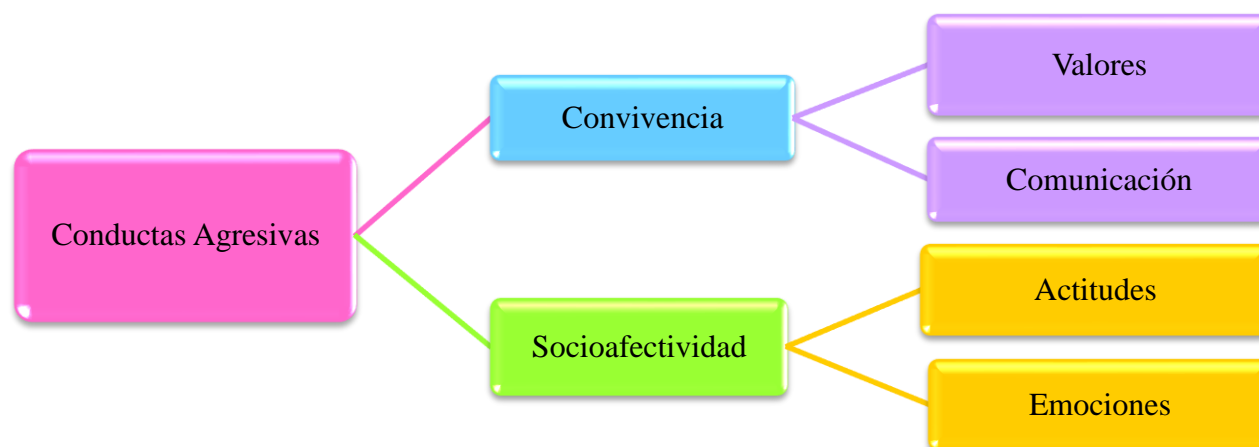 Conductas Agresivas
Convivencia
Valores
Comunicación
Socioafectividad
Actitudes
Emociones